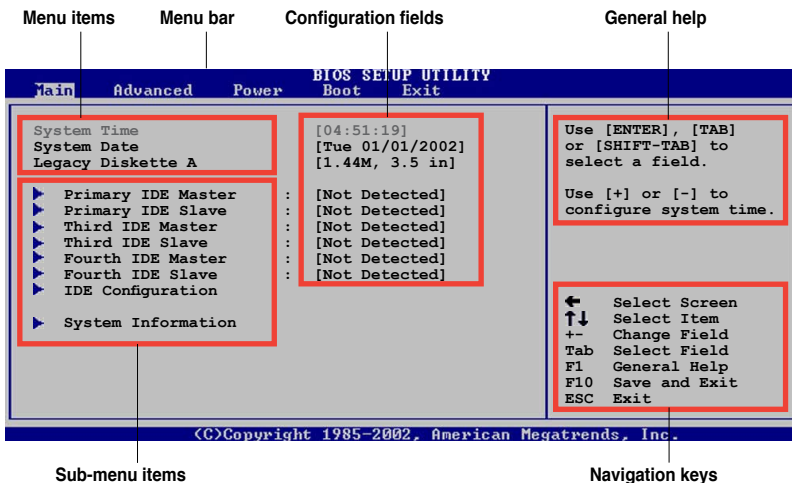 Menu items Menu bar Configuration fields General help
BIOS SETUP UTILITY
Main Advanced Power Boot Exit
System Time [04:51:19]
System Date [Tue 01/01/2002]
Legacy Diskette A [1.44M, 3.5 in]
Primary IDE Master : [Not Detected]
Primary IDE Slave : [Not Detected]
Third IDE Master : [Not Detected]
Third IDE Slave : [Not Detected]
Fourth IDE Master : [Not Detected]
Fourth IDE Slave : [Not Detected]
IDE Configuration
System Information
Use [ENTER], [TAB]
or [SHIFT-TAB] to
select a field.
Use [+] or [-] to
configure system time.
← Select Screen
↑↓ Select Item
+- Change Field
Tab Select Field
F1 General Help
F10 Save and Exit
ESC Exit
(C)Copyright 1985-2002, American Megatrends, Inc.
Sub-menu items Navigation keys